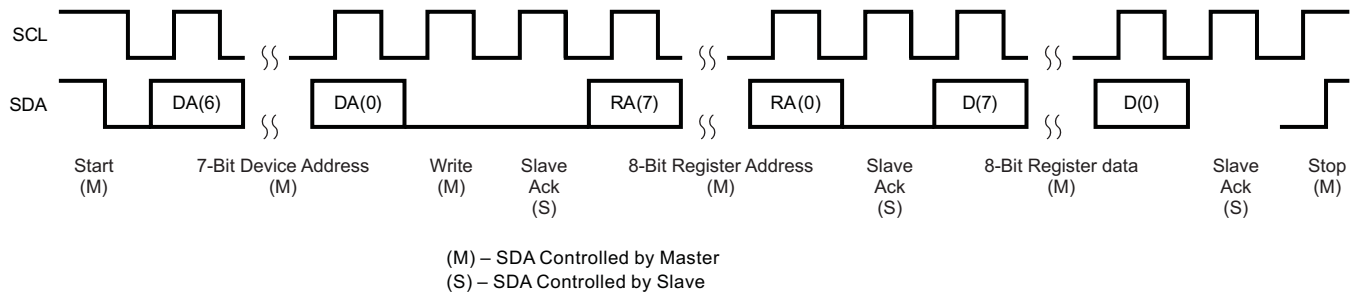 SCL
SDA
DA(6)
DA(0)
RA(7)
RA(0)
D(7)
D(0)
Start
(M)
7-Bit Device Address
(M)
Write
(M)
Slave
Ack
(S)
8-Bit Register Address
(M)
Slave
Ack
(S)
8-Bit Register data
(M)
Slave
Ack
(S)
Stop
(M)
(M) – SDA Controlled by Master
(S) – SDA Controlled by Slave